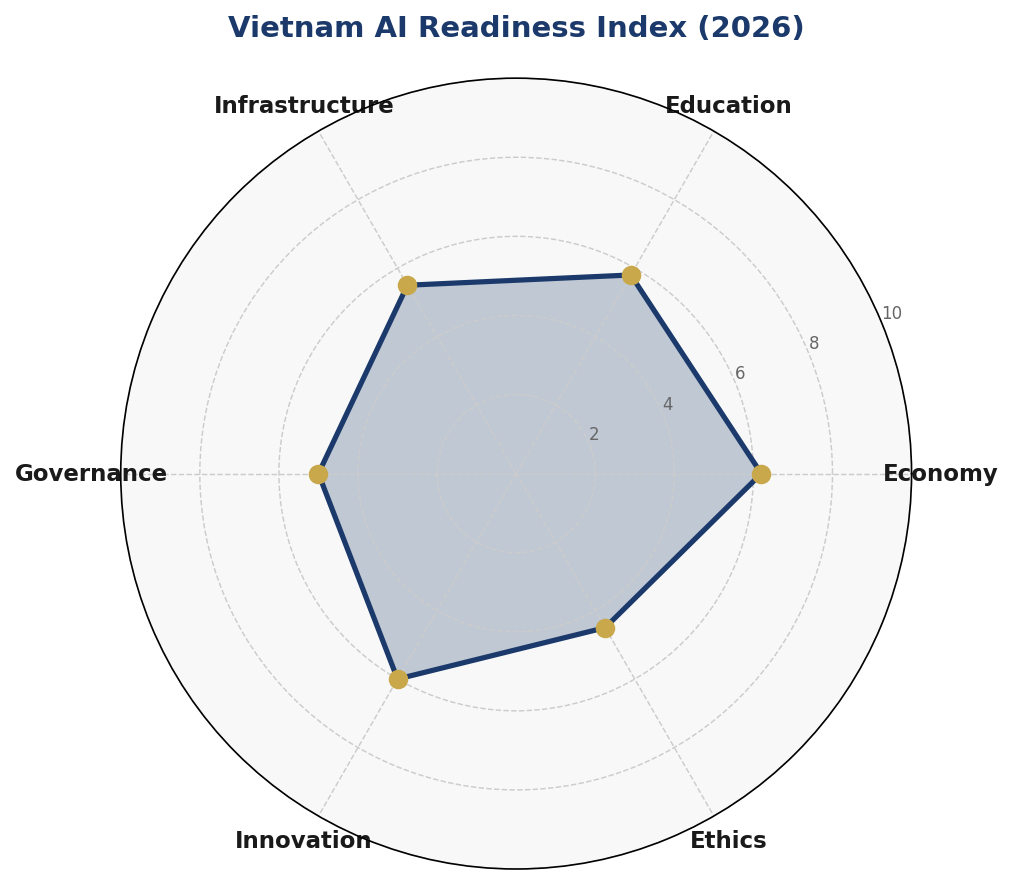 Vietnam AI Readiness Index (2026)
Infrastructure
Education
10
8
6
4
2
Governance
Economy
Innovation
Ethics